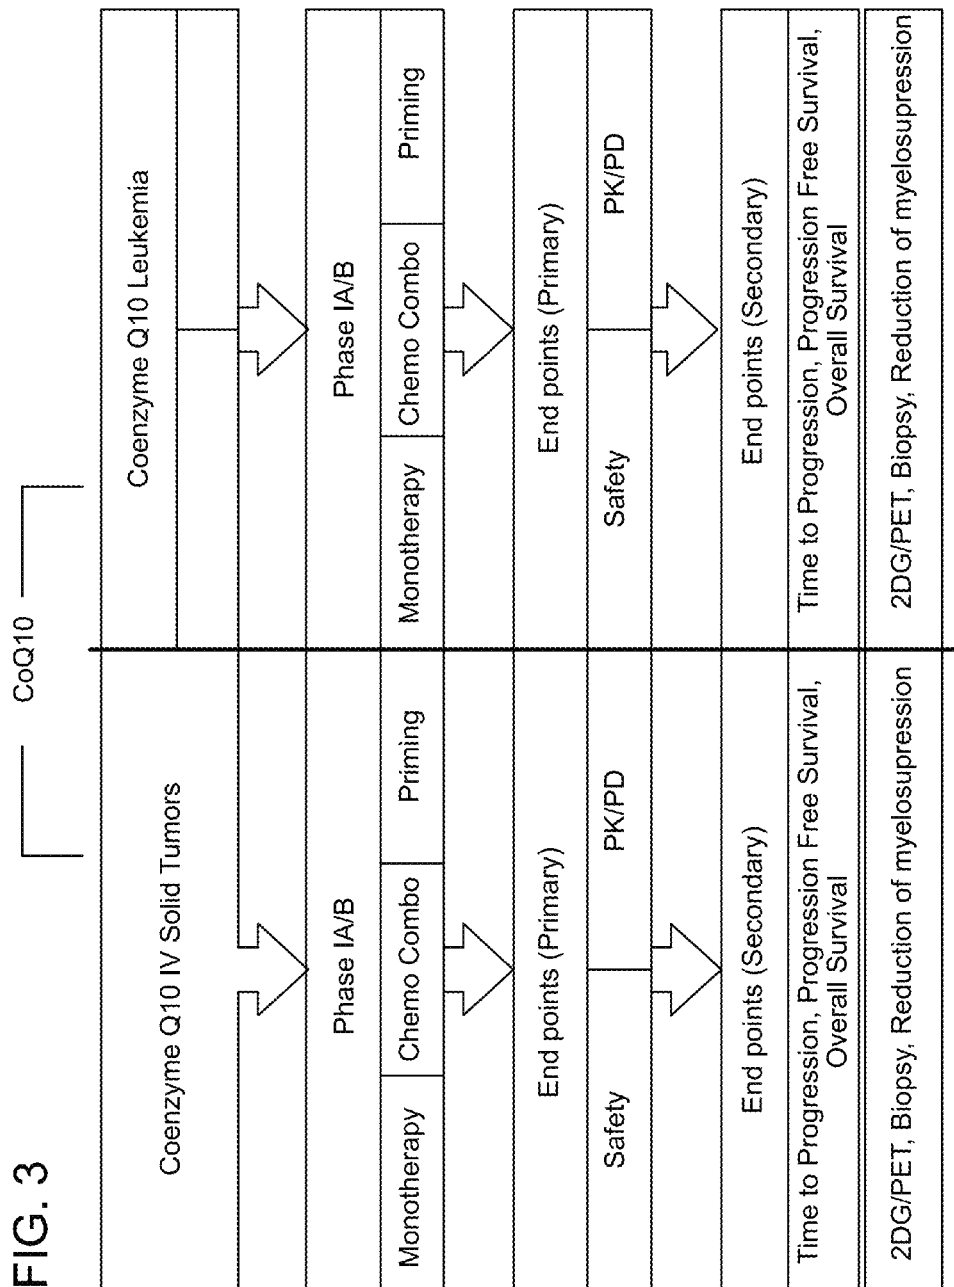 FIG. 3
CoQ10
Coenzyme Q10 IV Solid Tumors
Phase IA/B
Monotherapy
Chemo Combo
Priming
End points (Primary)
Safety
PK/PD
End points (Secondary)
Time to Progression, Progression Free Survival,
Overall Survival
2DG/PET, Biopsy, Reduction of myelosupression
Coenzyme Q10 Leukemia
Phase IA/B
Monotherapy
Chemo Combo
Priming
End points (Primary)
Safety
PK/PD
End points (Secondary)
Time to Progression, Progression Free Survival,
Overall Survival
2DG/PET, Biopsy, Reduction of myelosupression